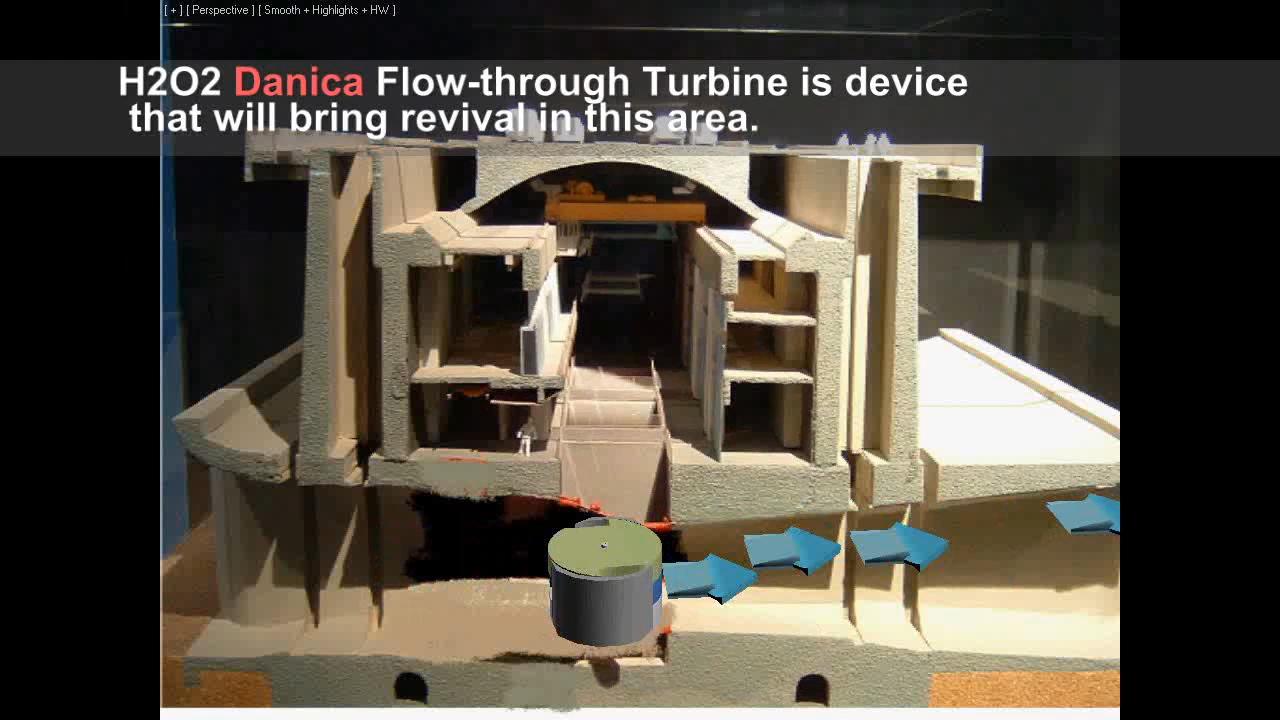 [ + ] [ Perspective ] [ Smooth + Highlights + HW ]
H2O2 Danica Flow-through Turbine is device
that will bring revival in this area.